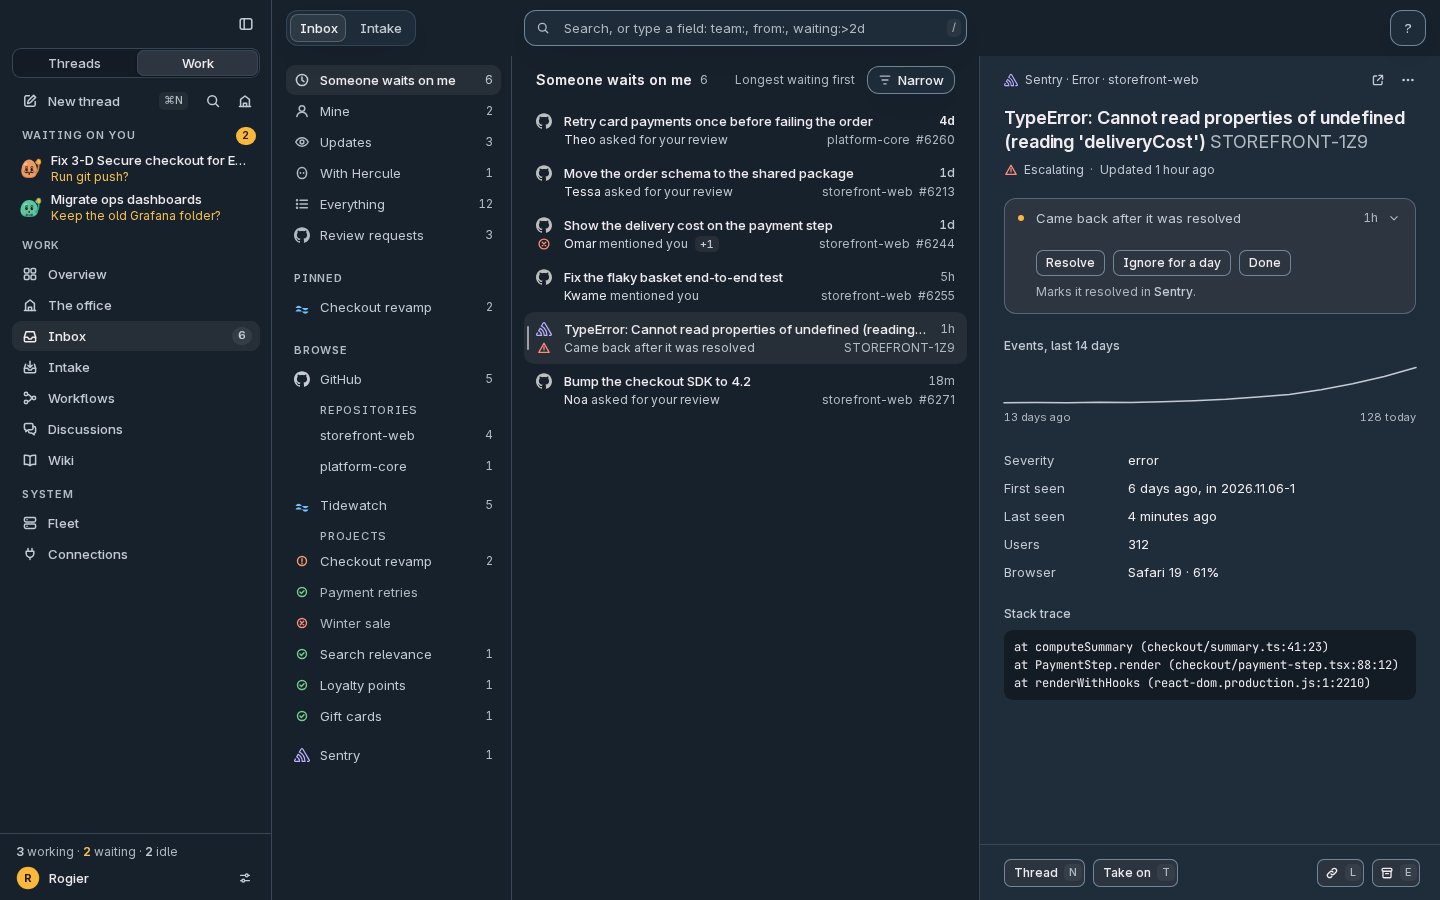 Threads
Work
New thread
⌘N
WAITING ON YOU
2
Fix 3-D Secure checkout for E…
Run git push?
Migrate ops dashboards
Keep the old Grafana folder?
WORK
Overview
The office
Inbox 6
Intake
Workflows
Discussions
Wiki
SYSTEM
Fleet
Connections
3 working · 2 waiting · 2 idle
R Rogier
Inbox
Intake
Someone waits on me 6
Mine 2
Updates 3
With Hercule 1
Everything 12
Review requests 3
PINNED
Checkout revamp 2
BROWSE
GitHub 5
REPOSITORIES
storefront-web 4
platform-core 1
Tidewatch 5
PROJECTS
Checkout revamp 2
Payment retries
Winter sale
Search relevance 1
Loyalty points 1
Gift cards 1
Sentry 1
Search, or type a field: team:, from:, waiting:>2d /
?
Someone waits on me 6 Longest waiting first Narrow
Retry card payments once before failing the order 4d
Theo asked for your review platform-core #6260
Move the order schema to the shared package 1d
Tessa asked for your review storefront-web #6213
Show the delivery cost on the payment step 1d
Omar mentioned you +1 storefront-web #6244
Fix the flaky basket end-to-end test 5h
Kwame mentioned you storefront-web #6255
TypeError: Cannot read properties of undefined (reading… 1h
Came back after it was resolved STOREFRONT-1Z9
Bump the checkout SDK to 4.2 18m
Noa asked for your review storefront-web #6271
Sentry · Error · storefront-web
TypeError: Cannot read properties of undefined
(reading 'deliveryCost') STOREFRONT-1Z9
Escalating · Updated 1 hour ago
Came back after it was resolved 1h
Resolve
Ignore for a day
Done
Marks it resolved in Sentry.
Events, last 14 days
13 days ago 128 today
Severity error
First seen 6 days ago, in 2026.11.06-1
Last seen 4 minutes ago
Users 312
Browser Safari 19 · 61%
Stack trace
at computeSummary (checkout/summary.ts:41:23)
at PaymentStep.render (checkout/payment-step.tsx:88:12)
at renderWithHooks (react-dom.production.js:1:2210)
Thread N
Take on T
L
E